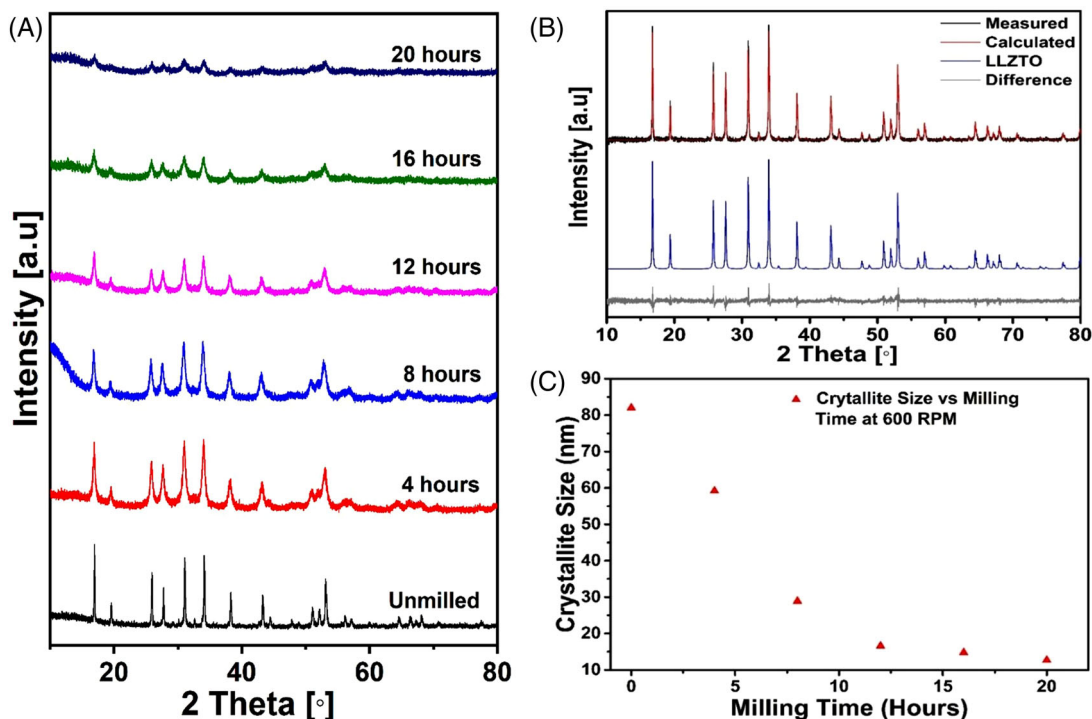 (A)
20 hours
16 hours
12 hours
8 hours
4 hours
Unmilled
Intensity [a.u]
20 40 60 80
2 Theta [◦]
(B)
Measured
Calculated
LLZTO
Difference
Intensity [a.u]
10 20 30 40 50 60 70 80
2 Theta [◦]
(C)
Crytallite Size vs Milling
Time at 600 RPM
Crystallite Size (nm)
90
80
70
60
50
40
30
20
10
0 5 10 15 20
Milling Time (Hours)